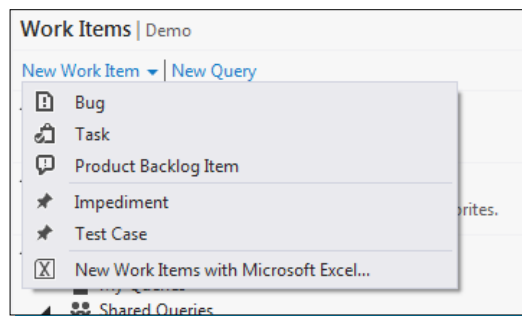 Work Items | Demo
New Work Item | New Query
Bug
Task
Product Backlog Item
Impediment
Test Case
New Work Items with Microsoft Excel...
Shared Queries